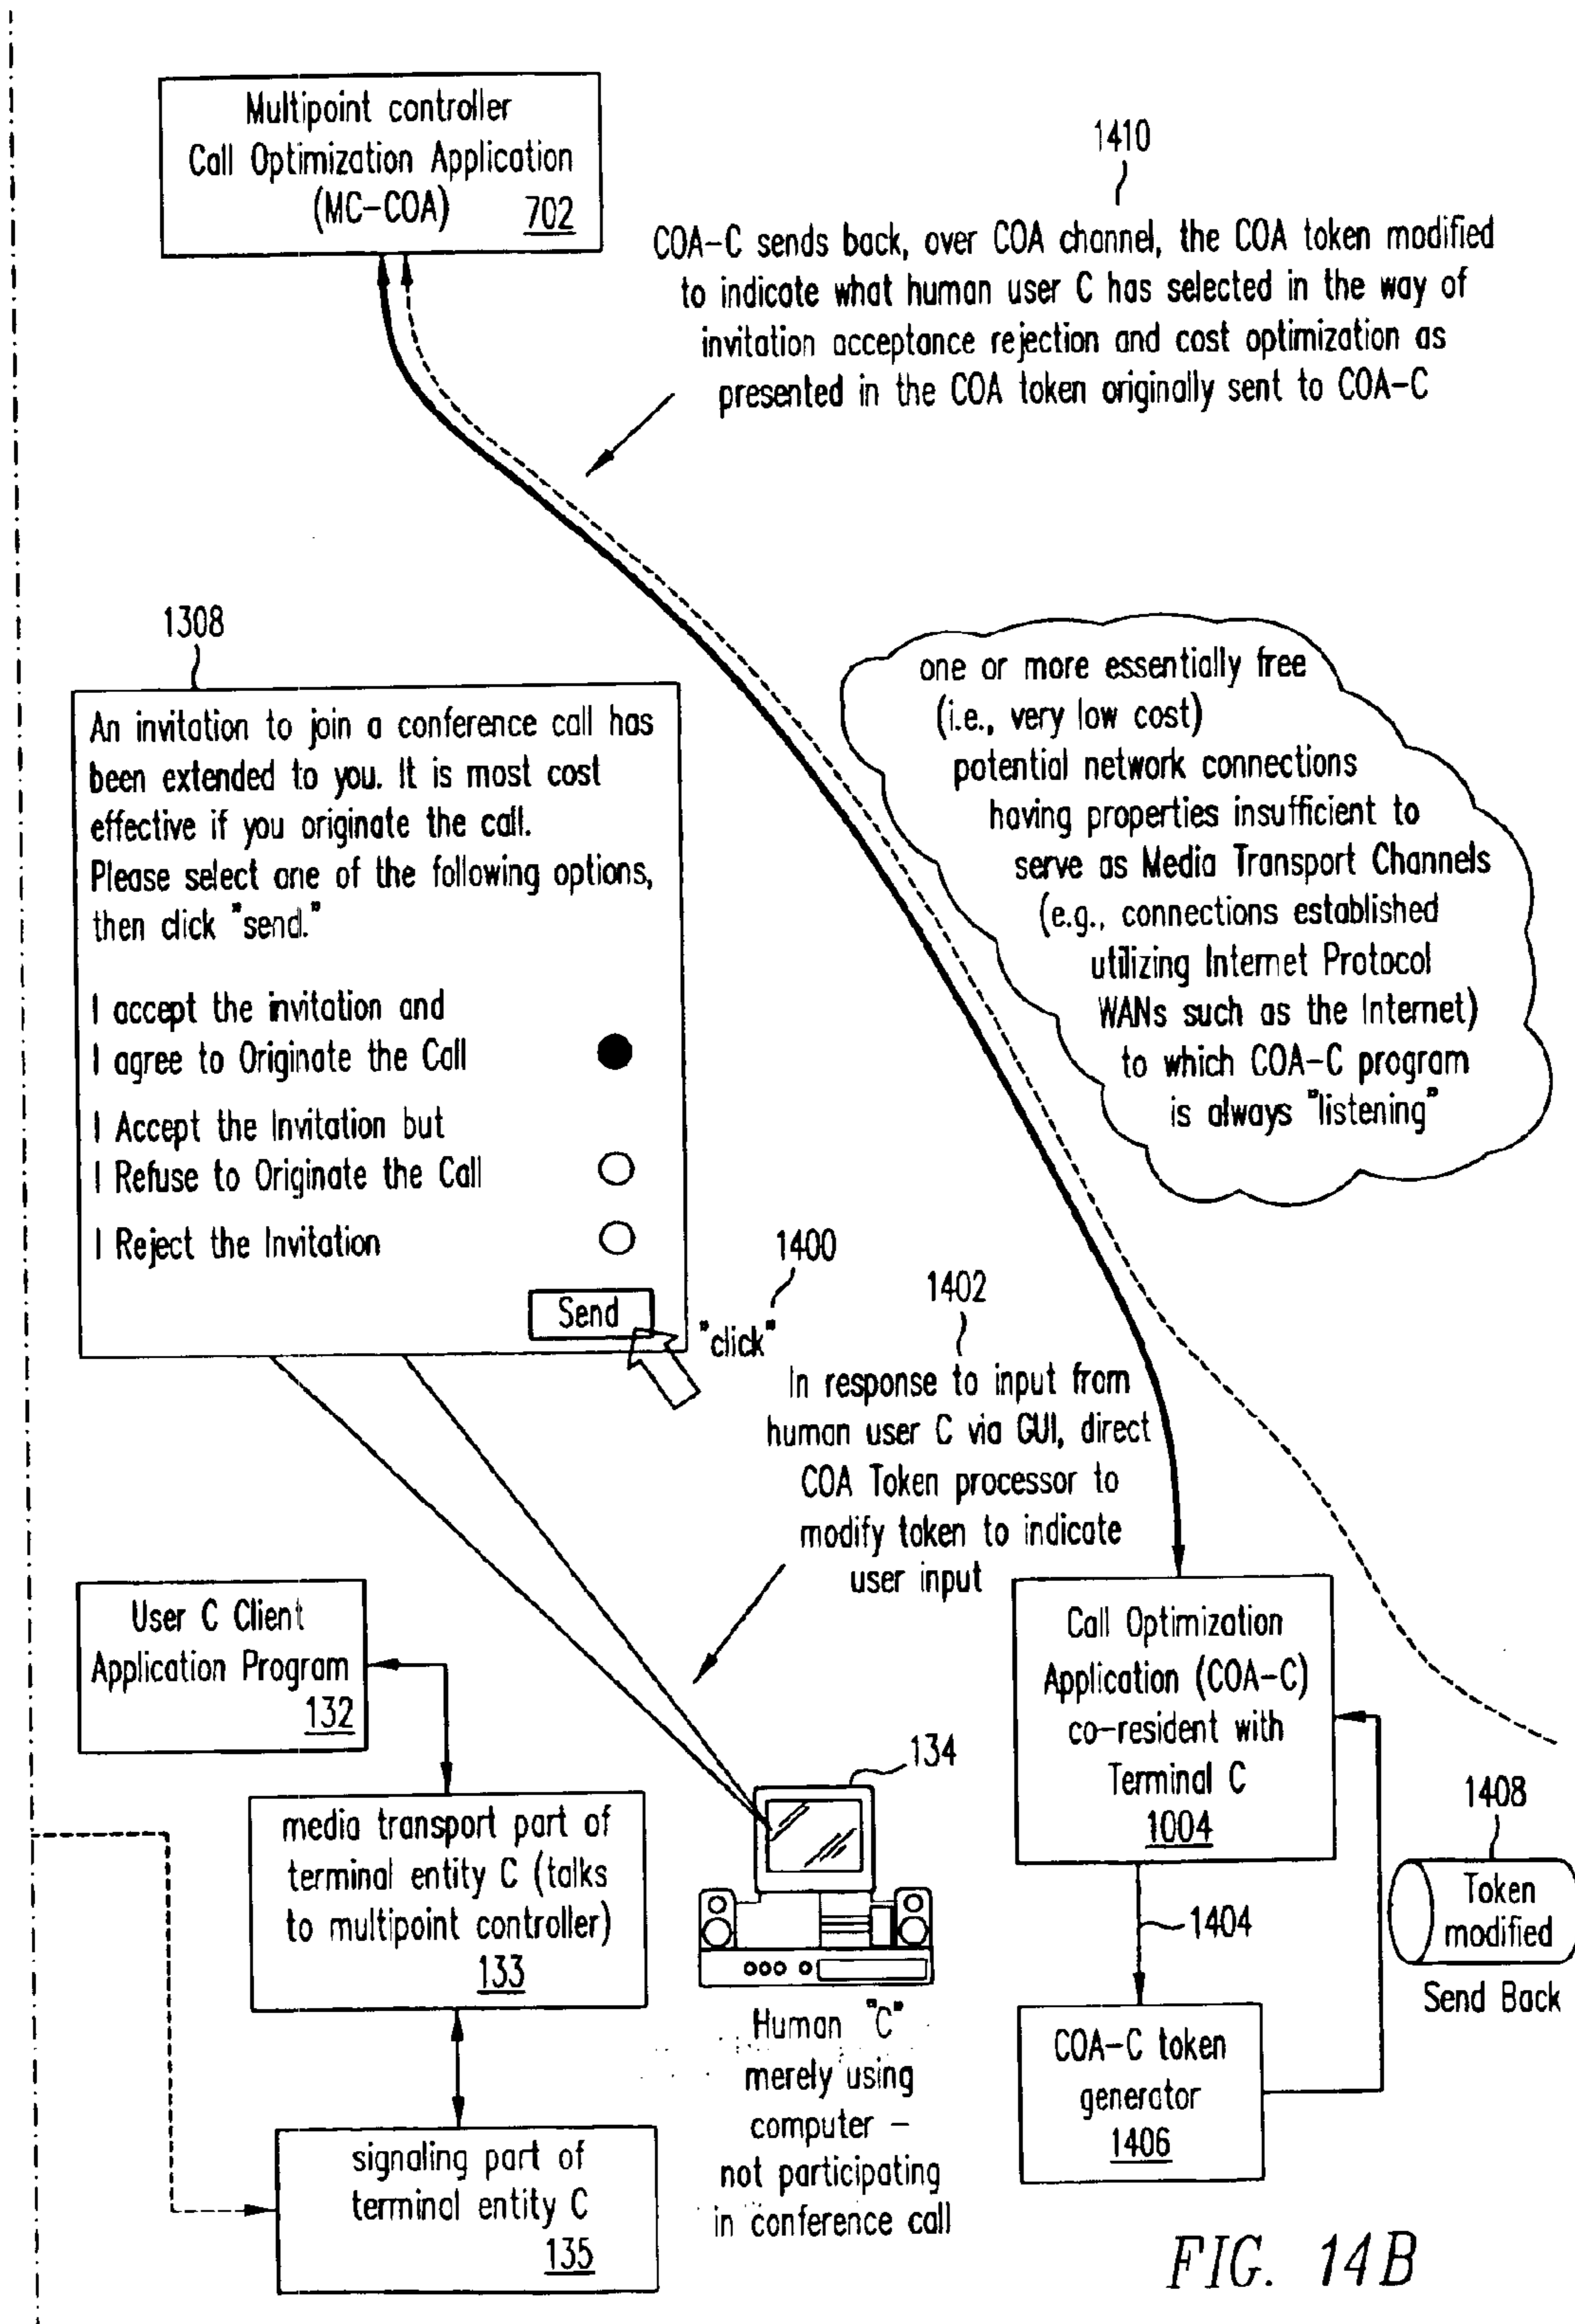 Multipoint controller
Call Optimization Application
(MC-COA) 702
1410
COA-C sends back, over COA channel, the COA token modified
to indicate what human user C has selected in the way of
invitation acceptance rejection and cost optimization as
presented in the COA token originally sent to COA-C
1308
An invitation to join a conference call has
been extended to you. It is most cost
effective if you originate the call.
Please select one of the following options,
then click "send."
I accept the invitation and
I agree to Originate the Call
I Accept the Invitation but
I Refuse to Originate the Call
I Reject the Invitation
Send
"click"
1400
one or more essentially free
(i.e., very low cost)
potential network connections
having properties insufficient to
serve as Media Transport Channels
(e.g., connections established
utilizing Internet Protocol
WANs such as the Internet)
to which COA-C program
is always "listening"
1402
In response to input from
human user C via GUI, direct
COA Token processor to
modify token to indicate
user input
User C Client
Application Program
132
media transport part of
terminal entity C (talks
to multipoint controller)
133
signaling part of
terminal entity C
135
134
Human "C"
merely using
computer –
not participating
in conference call
Call Optimization
Application (COA-C)
co-resident with
Terminal C
1004
1404
COA-C token
generator
1406
1408
Token
modified
Send Back
FIG. 14B